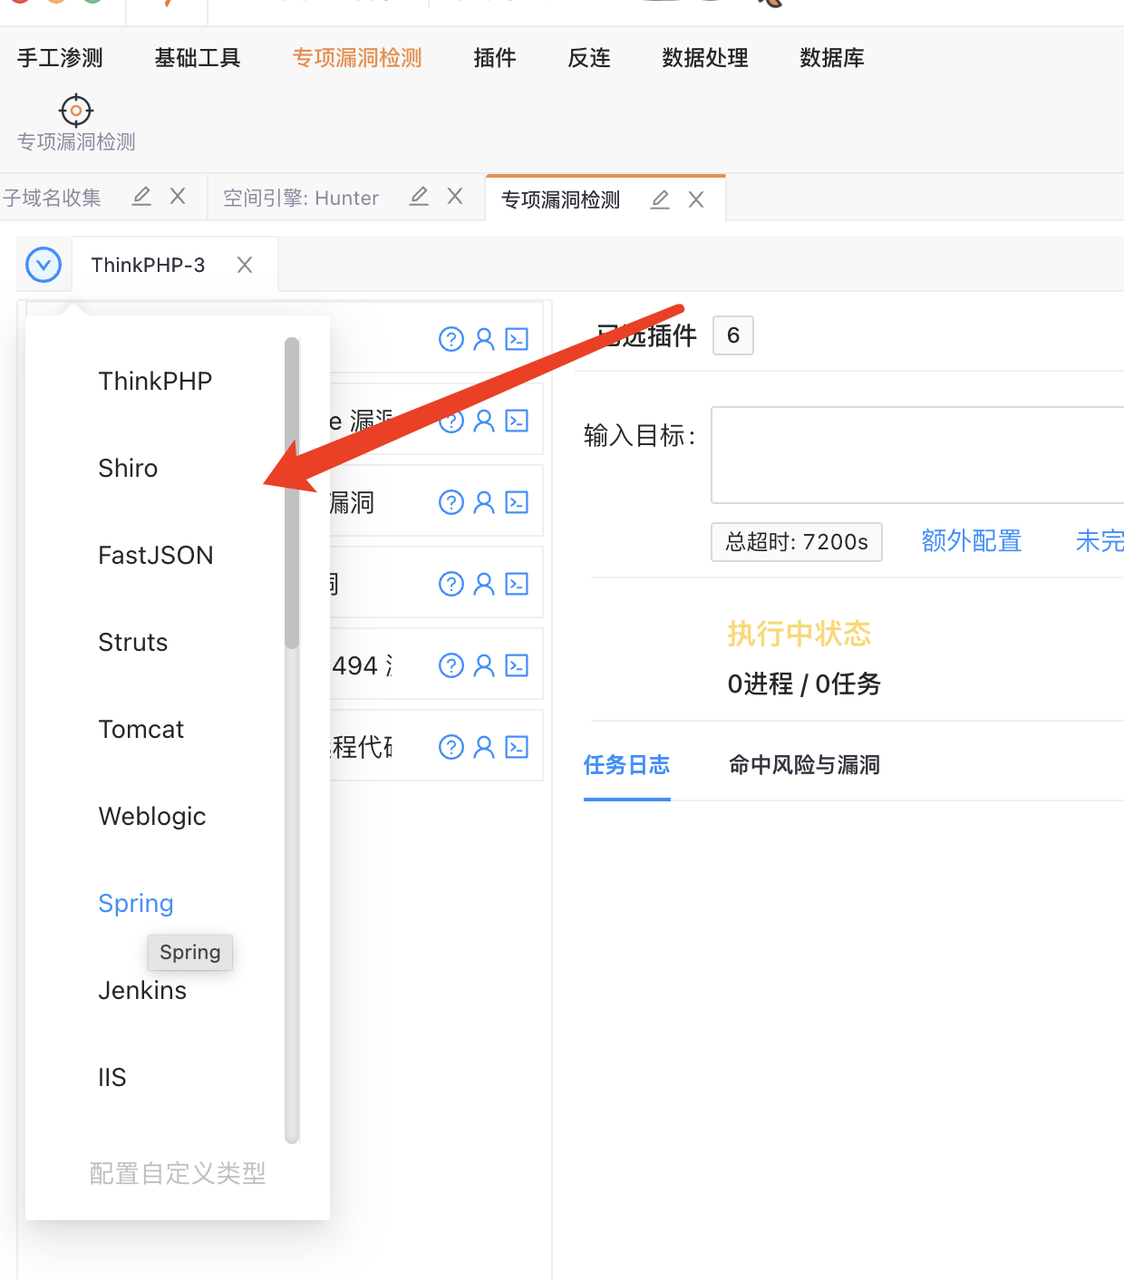 手工渗测 基础工具 专项漏洞检测 插件 反连 数据处理 数据库
专项漏洞检测
子域名收集 空间引擎: Hunter 专项漏洞检测
ThinkPHP-3
已选插件 6
ThinkPHP
e 漏洞
输入目标:
Shiro
漏洞
总超时: 7200s 额外配置 未完
FastJSON
洞
执行中状态
Struts
494
0进程 / 0任务
Tomcat
程代码
任务日志 命中风险与漏洞
Weblogic
Spring
Spring
Jenkins
IIS
配置自定义类型